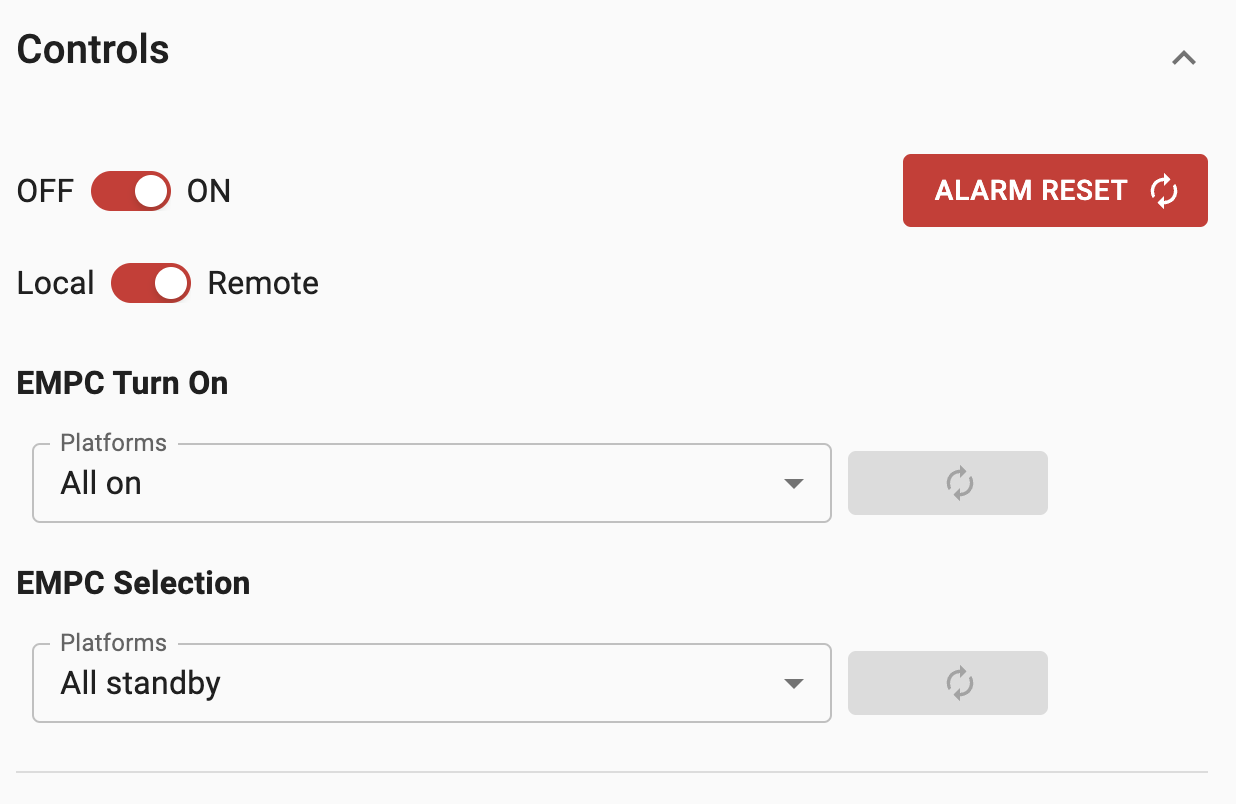 Controls
OFF ON
ALARM RESET
Local Remote
EMPC Turn On
Platforms
All on
EMPC Selection
Platforms
All standby